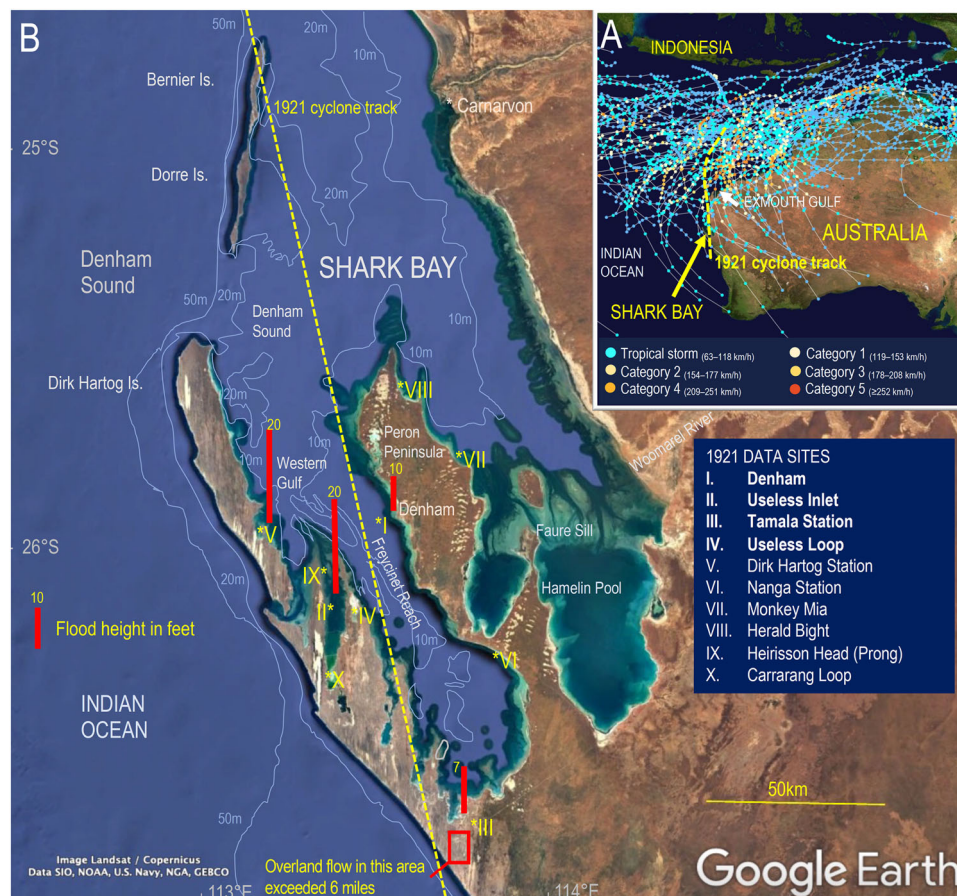 B
50m
20m
10m
20m
Bernier Is.
1921 cyclone track
* Carnarvon
25°S
Dorre Is.
20m
Denham
Sound
SHARK BAY
50m
20m
10m
Denham
Sound
10m
Dirk Hartog Is.
20m
*VIII
Peron
Peninsula
Wooramel River
20
10m
10m
Western
Gulf
*VII
10
20
Denham
*I
*V
Faure Sill
26°S
Freycinet Reach
20m
IX*
Hamelin Pool
II*
*IV
10
Flood height in feet
10m
*VI
*X
INDIAN
OCEAN
7
*III
50m
50km
Overland flow in this area
exceeded 6 miles
Image Landsat / Copernicus
Data SIO, NOAA, U.S. Navy, NGA, GEBCO
113°E
114°E
Google Earth
A
INDONESIA
EXMOUTH GULF
AUSTRALIA
INDIAN
OCEAN
1921 cyclone track
SHARK BAY
Tropical storm (63–118 km/h)
Category 1 (119–153 km/h)
Category 2 (154–177 km/h)
Category 3 (178–208 km/h)
Category 4 (209–251 km/h)
Category 5 (≥252 km/h)
1921 DATA SITES
I. Denham
II. Useless Inlet
III. Tamala Station
IV. Useless Loop
V. Dirk Hartog Station
VI. Nanga Station
VII. Monkey Mia
VIII. Herald Bight
IX. Heirisson Head (Prong)
X. Carrarang Loop